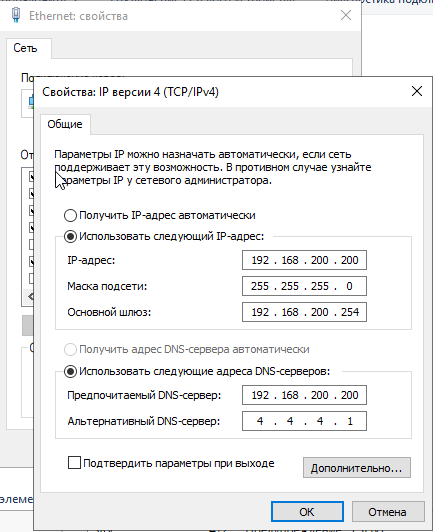 Ethernet: свойства
Сеть
Свойства: IP версии 4 (TCP/IPv4)
Общие
Параметры IP можно назначать автоматически, если сеть
поддерживает эту возможность. В противном случае узнайте
параметры IP у сетевого администратора.
Получить IP-адрес автоматически
Использовать следующий IP-адрес:
IP-адрес: 192 . 168 . 200 . 200
Маска подсети: 255 . 255 . 255 . 0
Основной шлюз: 192 . 168 . 200 . 254
Получить адрес DNS-сервера автоматически
Использовать следующие адреса DNS-серверов:
Предпочитаемый DNS-сервер: 192 . 168 . 200 . 200
Альтернативный DNS-сервер: 4 . 4 . 4 . 1
Подтвердить параметры при выходе
Дополнительно...
ОК
Отмена